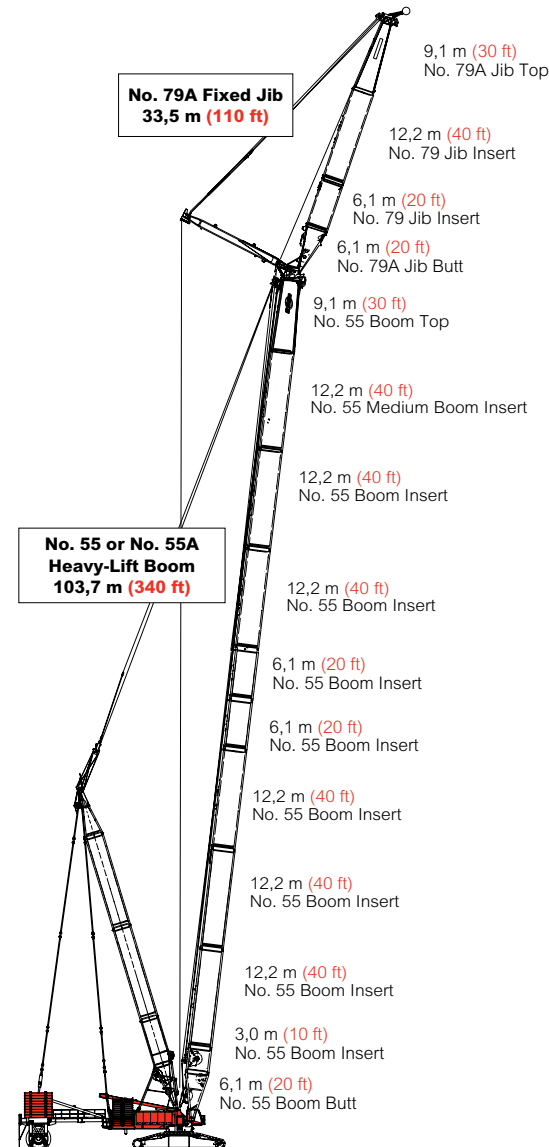 9,1 m (30 ft)
No. 79A Jib Top
No. 79A Fixed Jib
33,5 m (110 ft)
12,2 m (40 ft)
No. 79 Jib Insert
6,1 m (20 ft)
No. 79 Jib Insert
6,1 m (20 ft)
No. 79A Jib Butt
9,1 m (30 ft)
No. 55 Boom Top
12,2 m (40 ft)
No. 55 Medium Boom Insert
12,2 m (40 ft)
No. 55 Boom Insert
No. 55 or No. 55A
Heavy-Lift Boom
103,7 m (340 ft)
12,2 m (40 ft)
No. 55 Boom Insert
6,1 m (20 ft)
No. 55 Boom Insert
6,1 m (20 ft)
No. 55 Boom Insert
12,2 m (40 ft)
No. 55 Boom Insert
12,2 m (40 ft)
No. 55 Boom Insert
12,2 m (40 ft)
No. 55 Boom Insert
3,0 m (10 ft)
No. 55 Boom Insert
6,1 m (20 ft)
No. 55 Boom Butt